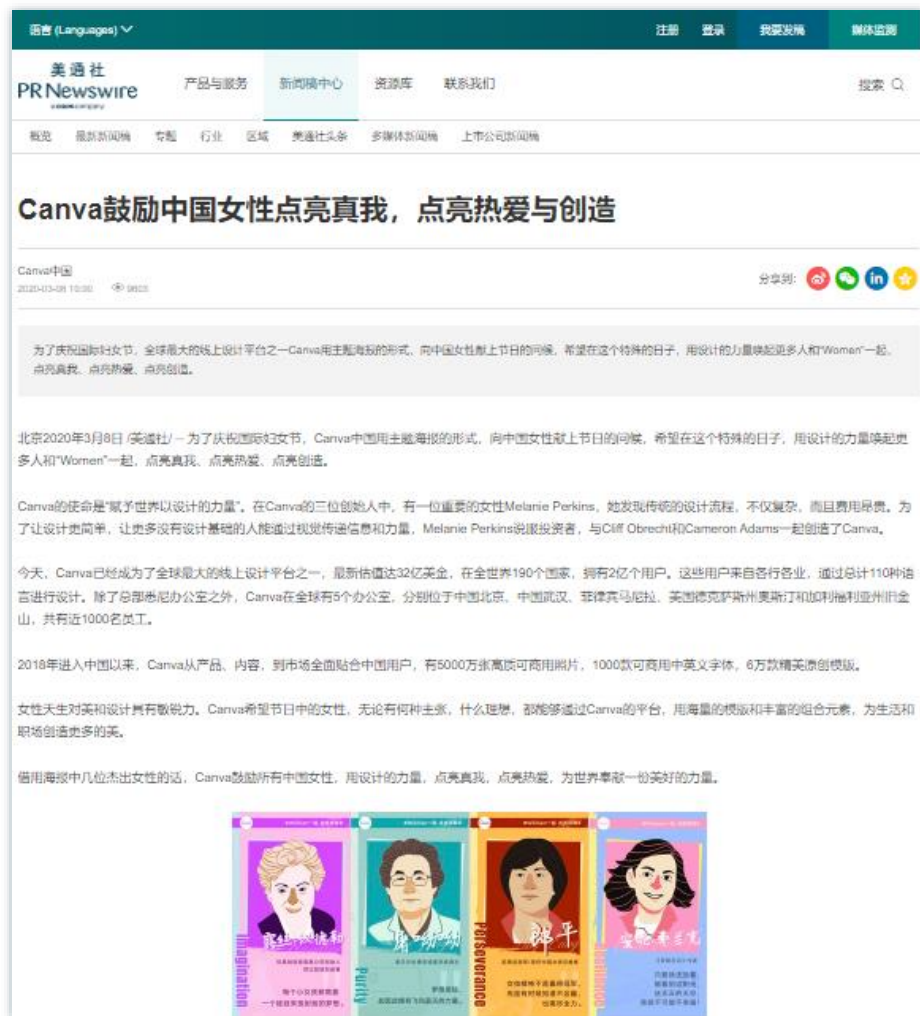 语言 (Languages)
注册
登录
我要发稿
媒体监测
美通社
PR Newswire
产品与服务
新闻稿中心
资源库
联系我们
搜索
概览
最新新闻稿
专题
行业
区域
美通社头条
多媒体新闻稿
上市公司新闻稿
Canva鼓励中国女性点亮真我，点亮热爱与创造
Canva中国
2020-03-08 10:00
分享到:
为了庆祝国际妇女节，全球最大的线上设计平台之一Canva用主题海报的形式、向中国女性献上节日的问候，希望在这个特殊的日子，用设计的力量唤起更多人和“Women”一起，
点亮真我、点亮热爱、点亮创造。
北京2020年3月8日 /美通社/ -- 为了庆祝国际妇女节，Canva中国用主题海报的形式，向中国女性献上节日的问候，希望在这个特殊的日子，用设计的力量唤起更
多人和“Women”一起，点亮真我、点亮热爱、点亮创造。
Canva的使命是“赋予世界以设计的力量”。在Canva的三位创始人中，有一位重要的女性Melanie Perkins，她发现传统的设计流程，不仅复杂，而且费用昂贵。为
了让设计更简单，让更多没有设计基础的人能通过视觉传递信息和力量，Melanie Perkins说服投资者，与Cliff Obrecht和Cameron Adams一起创造了Canva。
今天，Canva已经成为了全球最大的线上设计平台之一，最新估值达32亿美金，在全世界190个国家，拥有2亿个用户。这些用户来自各行各业，通过总计110种语
言进行设计。除了总部悉尼办公室之外，Canva在全球有5个办公室，分别位于中国北京、中国武汉、菲律宾马尼拉、美国德克萨斯州奥斯汀和加利福利亚州旧金
山，共有近1000名员工。
2018年进入中国以来，Canva从产品、内容，到市场全面贴合中国用户，有5000万张高质可商用照片，1000款可商用中英文字体，6万款精美原创模版。
女性天生对美和设计具有敏锐力。Canva希望节日中的女性，无论有何种主张，什么理想，都能够通过Canva的平台，用海量的模版和丰富的组合元素，为生活和
职场创造更多的美。
借用海报中几位杰出女性的话，Canva鼓励所有中国女性，用设计的力量，点亮真我，点亮热爱，为世界奉献一份美好的力量。
Imagination
屠呦呦
Purity
郎平
Perseverance
安妮·弗兰克